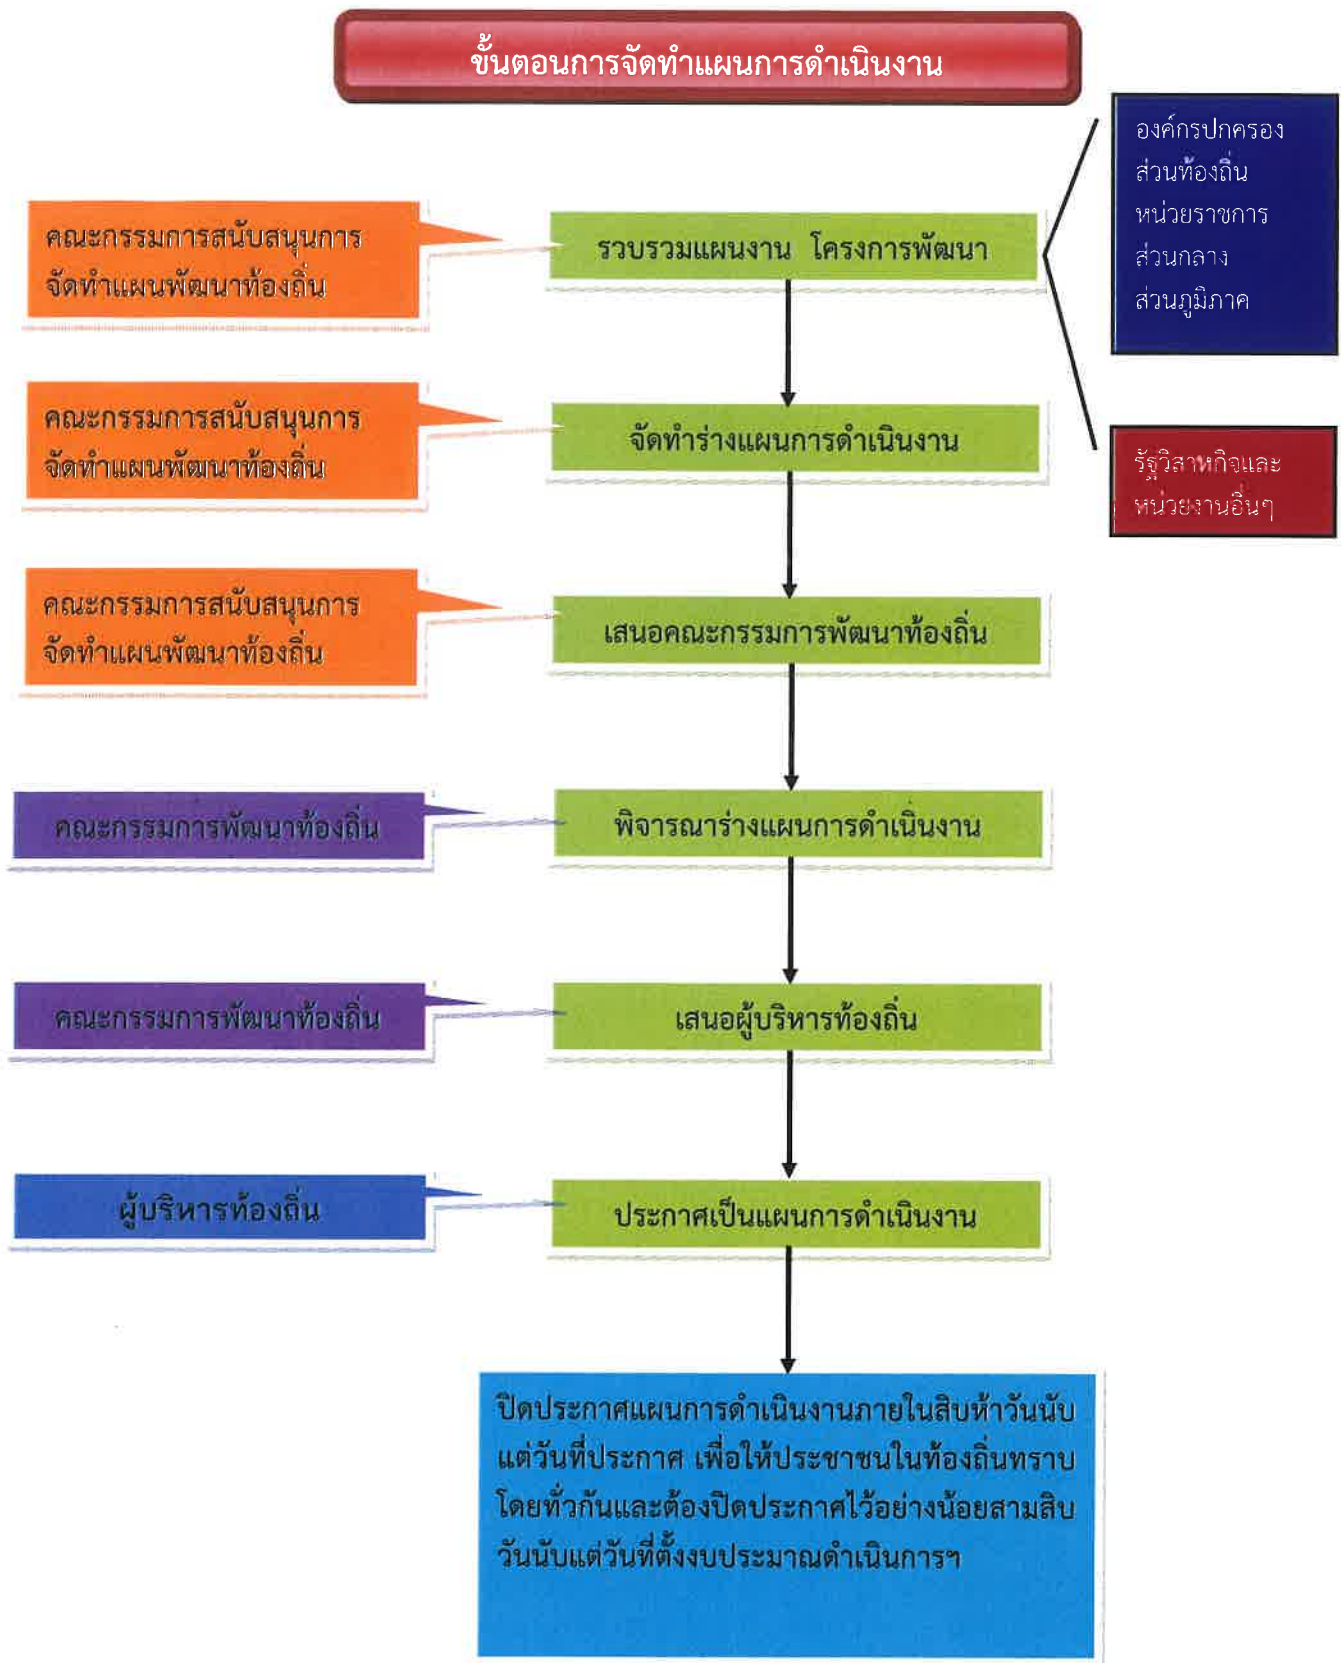 ขั้นตอนการจัดทำแผนการดำเนินงาน
องค์กรปกครอง
ส่วนท้องถิ่น
หน่วยราชการ
ส่วนกลาง
ส่วนภูมิภาค
คณะกรรมการสนับสนุนการ
จัดทำแผนพัฒนาท้องถิ่น
รวบรวมแผนงาน โครงการพัฒนา
คณะกรรมการสนับสนุนการ
จัดทำแผนพัฒนาท้องถิ่น
จัดทำร่างแผนการดำเนินงาน
รัฐวิสาหกิจและ
หน่วยงานอื่นๆ
คณะกรรมการสนับสนุนการ
จัดทำแผนพัฒนาท้องถิ่น
เสนอคณะกรรมการพัฒนาท้องถิ่น
คณะกรรมการพัฒนาท้องถิ่น
พิจารณาร่างแผนการดำเนินงาน
คณะกรรมการพัฒนาท้องถิ่น
เสนอผู้บริหารท้องถิ่น
ผู้บริหารท้องถิ่น
ประกาศเป็นแผนการดำเนินงาน
ปิดประกาศแผนการดำเนินงานภายในสิบห้าวันนับ
แต่วันที่ประกาศ เพื่อให้ประชาชนในท้องถิ่นทราบ
โดยทั่วกันและต้องปิดประกาศไว้อย่างน้อยสามสิบ
วันนับแต่วันที่ตั้งงบประมาณดำเนินการฯ